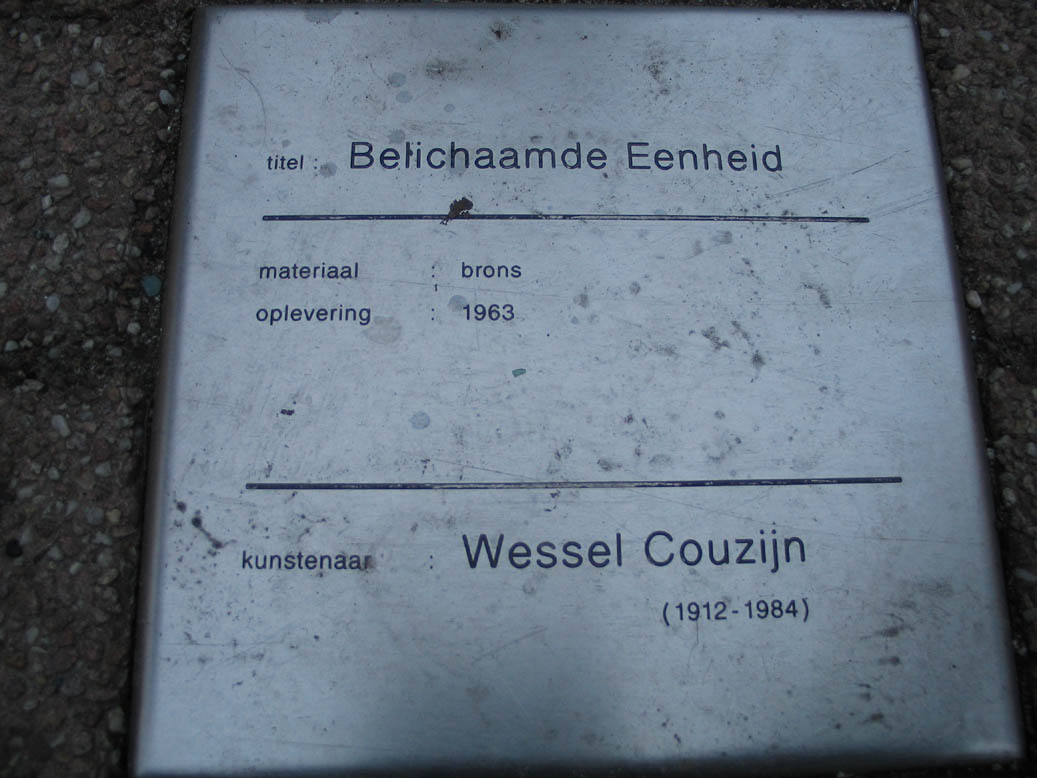 titel : Belichaamde Eenheid
materiaal : brons
oplevering : 1963
kunstenaar : Wessel Couzijn
(1912-1984)